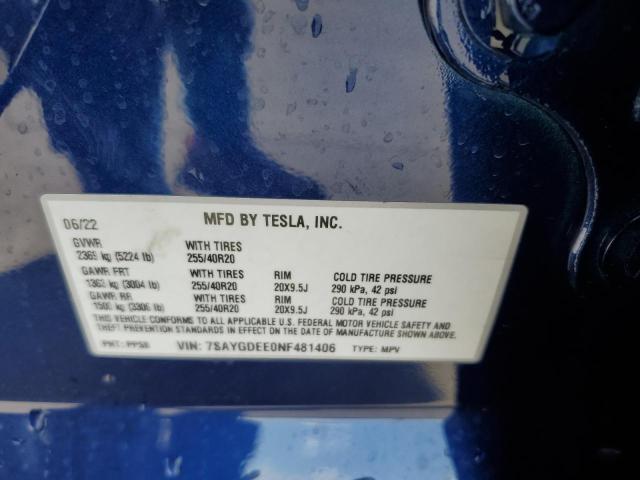 06/22 MFD BY TESLA, INC.
GVWR WITH TIRES
2369 kg (5224 lb) 255/40R20
GAWR FRT WITH TIRES RIM COLD TIRE PRESSURE
1362 kg (3004 lb) 255/40R20 20X9.5J 290 kPa, 42 psi
GAWR RR WITH TIRES RIM COLD TIRE PRESSURE
1500 kg (3306 lb) 255/40R20 20X9.5J 290 kPa, 42 psi
THIS VEHICLE CONFORMS TO ALL APPLICABLE U.S. FEDERAL MOTOR VEHICLE SAFETY AND
THEFT PREVENTION STANDARDS IN EFFECT ON THE DATE OF MANUFACTURE SHOWN ABOVE.
PNT: PPSB VIN: 7SAYGDEE0NF481406 TYPE: MPV